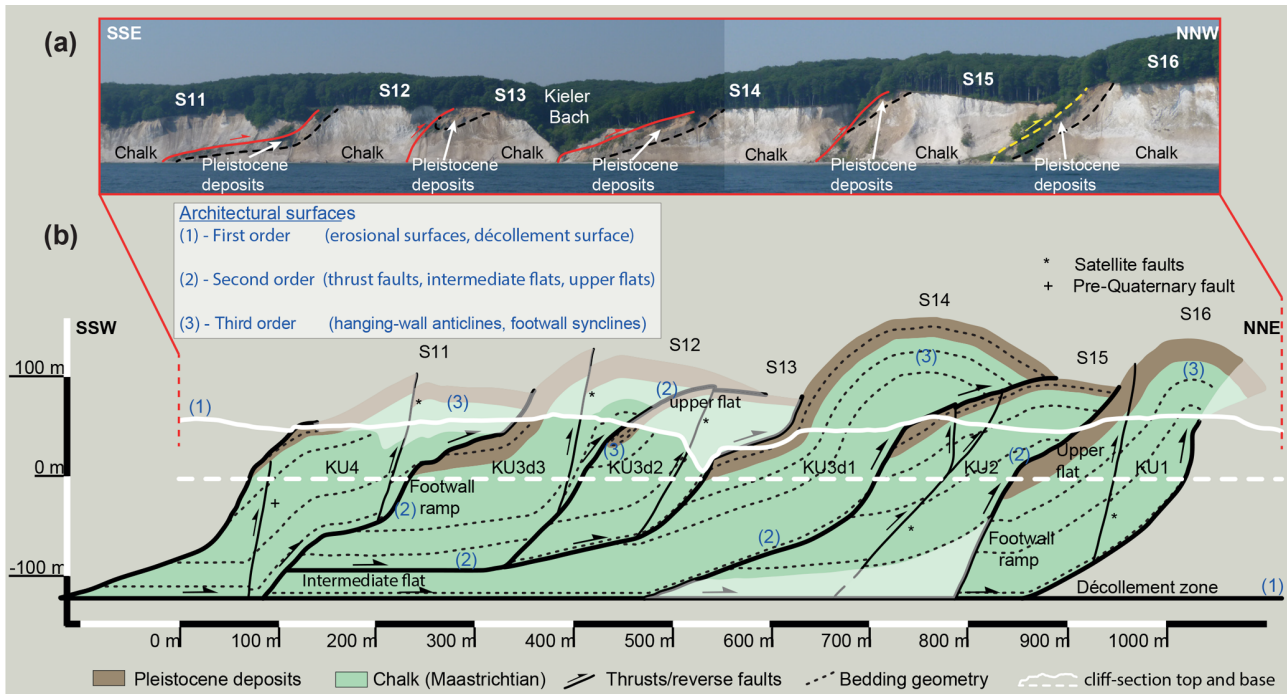 (a)
SSE
NNW
S11
S12
S13
Kieler
Bach
S14
S15
S16
Chalk
Pleistocene
deposits
Chalk
Pleistocene
deposits
Chalk
Pleistocene
deposits
Chalk
Pleistocene
deposits
Chalk
Pleistocene
deposits
Chalk
(b)
Architectural surfaces
(1) - First order (erosional surfaces, décollement surface)
(2) - Second order (thrust faults, intermediate flats, upper flats)
(3) - Third order (hanging-wall anticlines, footwall synclines)
* Satellite faults
+ Pre-Quaternary fault
SSW
NNE
S11
S12
S13
S14
S15
S16
100 m
0 m
-100 m
(1)
(3)
(2)
upper flat
(3)
(3)
(3)
KU4
KU3d3
KU3d2
KU3d1
KU2
(2)
Upper
flat
KU1
Footwall
ramp
(2)
(2)
(2)
Intermediate flat
Footwall
ramp
Décollement zone
(1)
0 m 100 m 200 m 300 m 400 m 500 m 600 m 700 m 800 m 900 m 1000 m
Pleistocene deposits Chalk (Maastrichtian) Thrusts/reverse faults Bedding geometry cliff-section top and base